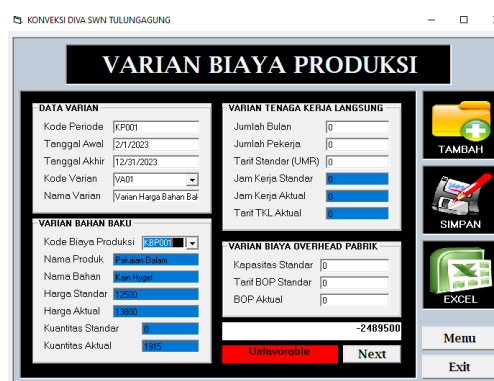 KONVEKSI DIVA SWN TULUNGAGUNG
VARIAN BIAYA PRODUKSI
DATA VARIAN
Kode Periode KP001
Tanggal Awal 2/1/2023
Tanggal Akhir 12/31/2023
Kode Varian VA01
Nama Varian Varian Harga Bahan Bak
VARIAN BAHAN BAKU
Kode Biaya Produksi KBP001
Nama Produk Pakaian Dalam
Nama Bahan Kain Hyget
Harga Standar 12500
Harga Aktual 13800
Kuantitas Standar 0
Kuantitas Aktual 1915
VARIAN TENAGA KERJA LANGSUNG
Jumlah Bulan 0
Jumlah Pekerja 0
Tarif Standar (UMR) 0
Jam Kerja Standar 0
Jam Kerja Aktual 0
Tarif TKL Aktual 0
VARIAN BIAYA OVERHEAD PABRIK
Kapasitas Standar 0
Tarif BOP Standar 0
BOP Aktual 0
-2489500
Unfavorable Next
TAMBAH
SIMPAN
EXCEL
Menu
Exit